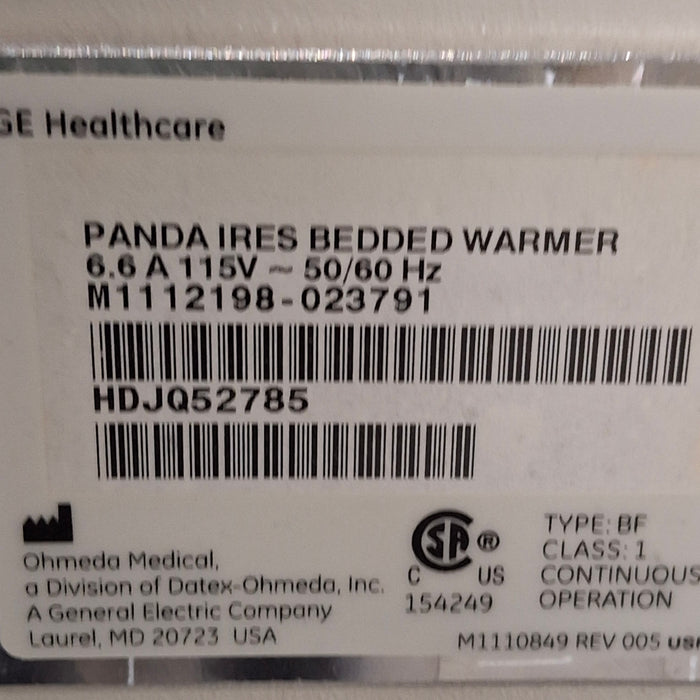 GE Healthcare
PANDA IRES BEDDED WARMER
6.6 A 115V ~ 50/60 Hz
M1112198-023791
HDJQ52785
Ohmeda Medical,
a Division of Datex-Ohmeda, Inc.
A General Electric Company
Laurel, MD 20723 USA
SA ®
C US
154249
TYPE: BF
CLASS: 1
CONTINUOUS
OPERATION
M1110849 REV 005